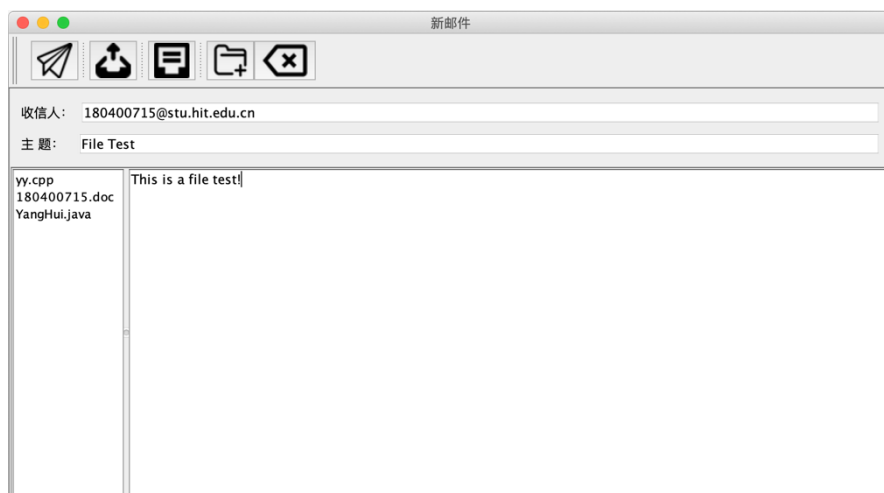 新邮件
收信人： 180400715@stu.hit.edu.cn
主 题： File Test
yy.cpp
180400715.doc
YangHui.java
This is a file test!